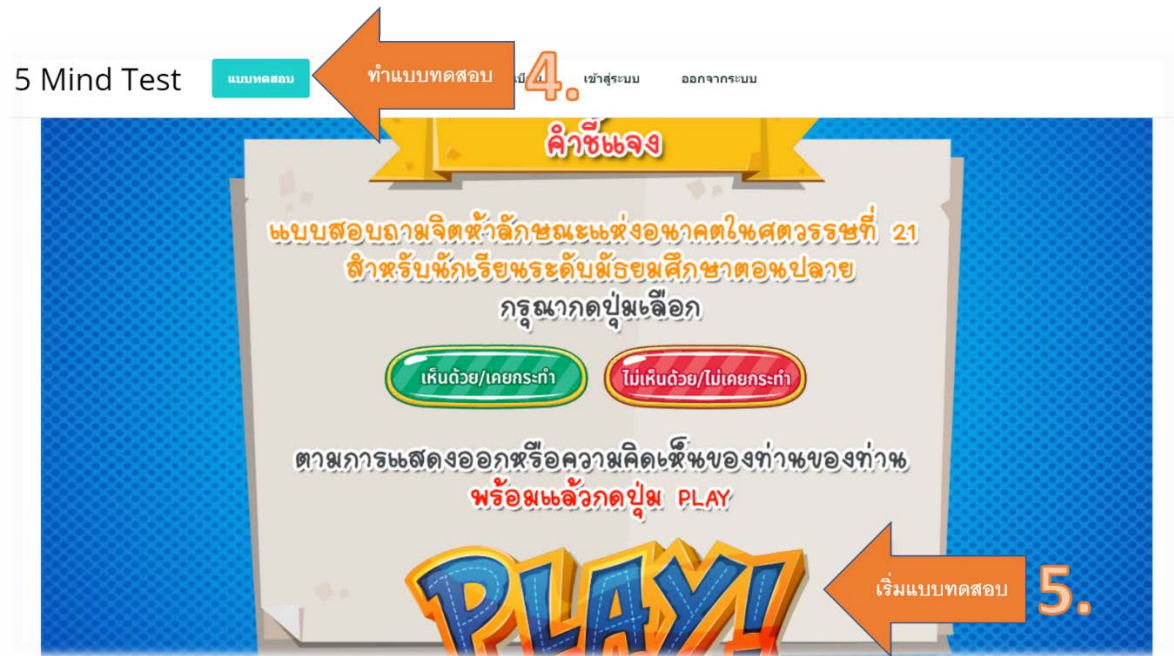 5 Mind Test
แบบทดสอบ
ทำแบบทดสอบ
4.
เข้าสู่ระบบ
ออกจากระบบ
คำชี้แจง
แบบสอบถามจิตห้าลักษณะแห่งอนาคตในศตวรรษที่ 21
สำหรับนักเรียนระดับมัธยมศึกษาตอนปลาย
กรุณากดปุ่มเลือก
เห็นด้วย/เคยกระทำ
ไม่เห็นด้วย/ไม่เคยกระทำ
ตามการแสดงออกหรือความคิดเห็นของท่านของท่าน
พร้อมแล้วกดปุ่ม PLAY
PLAY!
เริ่มแบบทดสอบ
5.